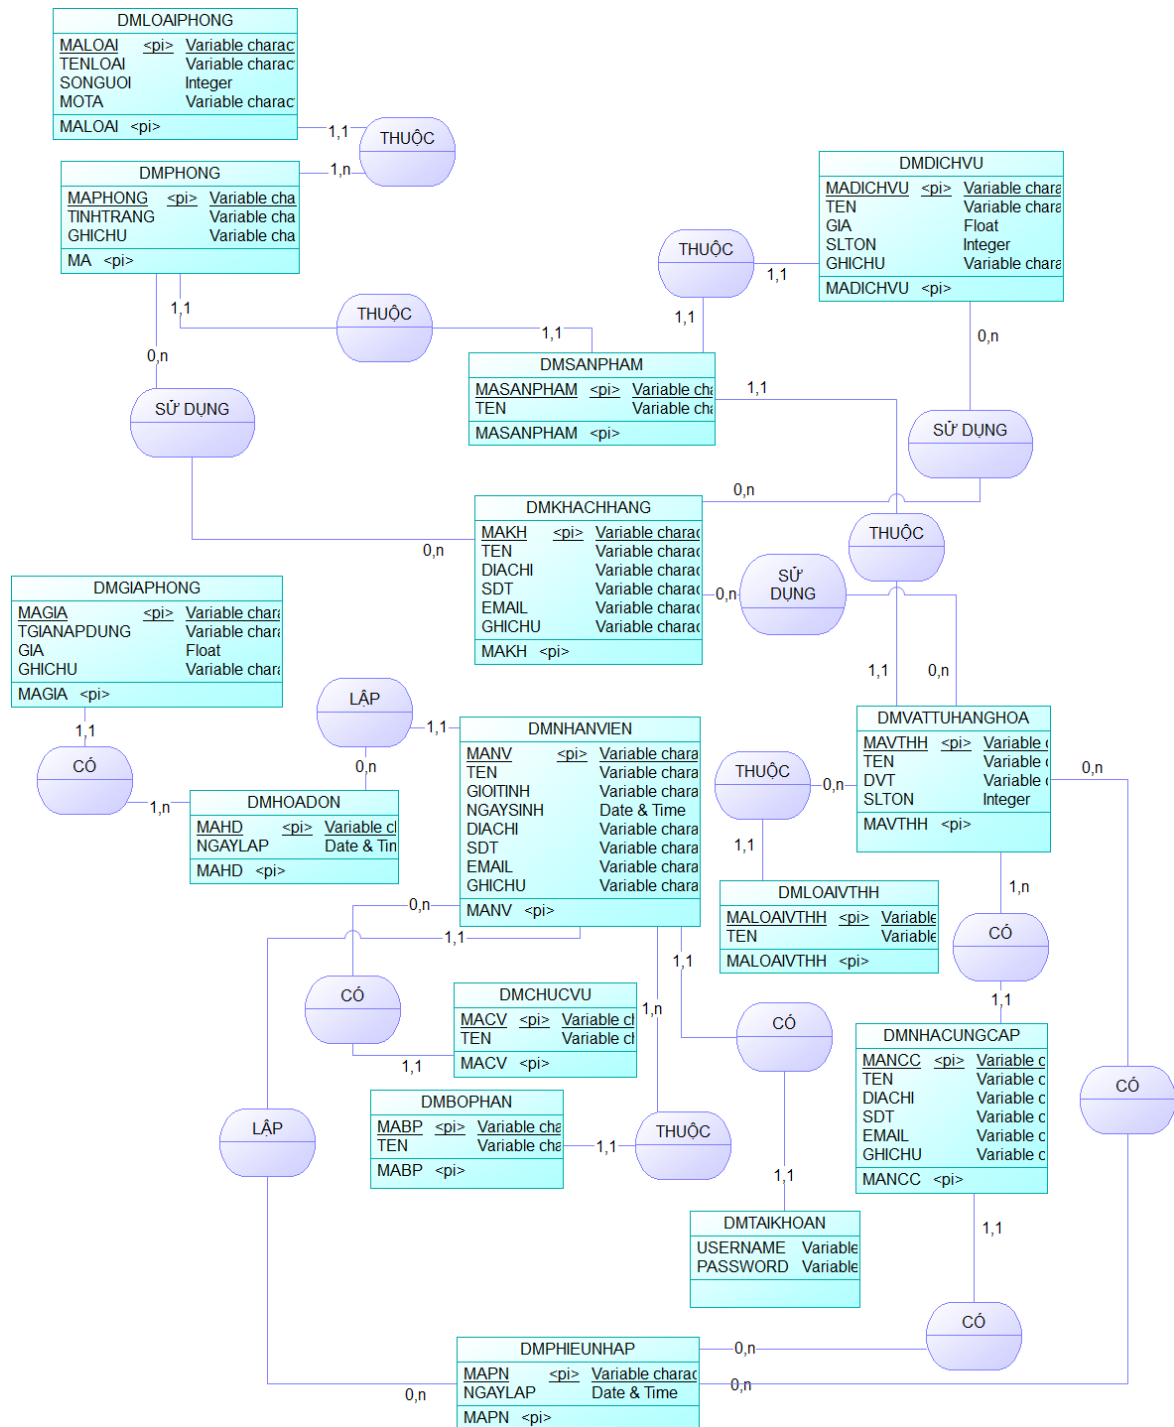 DMLOAIPHONG
MALOAI <pi> Variable charac
TENLOAI Variable charac
SONGUOI Integer
MOTA Variable charac
MALOAI <pi>
1,1
THUỘC
1,n
DMPHONG
MAPHONG <pi> Variable cha
TINHTRANG Variable cha
GHICHU Variable cha
MA <pi>
DMDICHVU
MADICHVU <pi> Variable chara
TEN Variable chara
GIA Float
SLTON Integer
GHICHU Variable chara
MADICHVU <pi>
THUỘC
1,1
1,1
1,1
THUỘC
1,1
0,n
0,n
DMSANPHAM
MASANPHAM <pi> Variable cha
TEN Variable cha
MASANPHAM <pi>
1,1
SỬ DỤNG
SỬ DỤNG
0,n
0,n
DMKHACHHANG
MAKH <pi> Variable charac
TEN Variable charac
DIACHI Variable charac
SDT Variable charac
EMAIL Variable charac
GHICHU Variable charac
MAKH <pi>
THUỘC
SỬ
DỤNG
0,n
1,1
0,n
DMGIAPHONG
MAGIA <pi> Variable chara
TGIANAPDUNG Variable chara
GIA Float
GHICHU Variable chara
MAGIA <pi>
1,1
CÓ
1,n
LẬP
1,1
0,n
DMHOADON
MAHD <pi> Variable cl
NGAYLAP Date & Tin
MAHD <pi>
DMNHANVIEN
MANV <pi> Variable chara
TEN Variable chara
GIOITINH Variable chara
NGAYSINH Date & Time
DIACHI Variable chara
SDT Variable chara
EMAIL Variable chara
GHICHU Variable chara
MANV <pi>
DMVATTUHANGHOA
MAVTHH <pi> Variable c
TEN Variable c
DVT Variable c
SLTON Integer
MAVTHH <pi>
THUỘC
0,n
0,n
1,1
DMLOAIVTHH
MALOAIVTHH <pi> Variable
TEN Variable
MALOAIVTHH <pi>
1,n
CÓ
1,1
0,n
1,1
1,1
1,n
CÓ
1,1
DMCHUCVU
MACV <pi> Variable ch
TEN Variable ch
MACV <pi>
CÓ
DMNHACUNGCAP
MANCC <pi> Variable c
TEN Variable c
DIACHI Variable c
SDT Variable c
EMAIL Variable c
GHICHU Variable c
MANCC <pi>
CÓ
DMBOPHAN
MABP <pi> Variable cha
TEN Variable cha
MABP <pi>
1,1
THUỘC
LẬP
1,1
DMTAIKHOAN
USERNAME Variable
PASSWORD Variable
1,1
CÓ
DMPHIEUNHAP
MAPN <pi> Variable charac
NGAYLAP Date & Time
MAPN <pi>
0,n
0,n
0,n